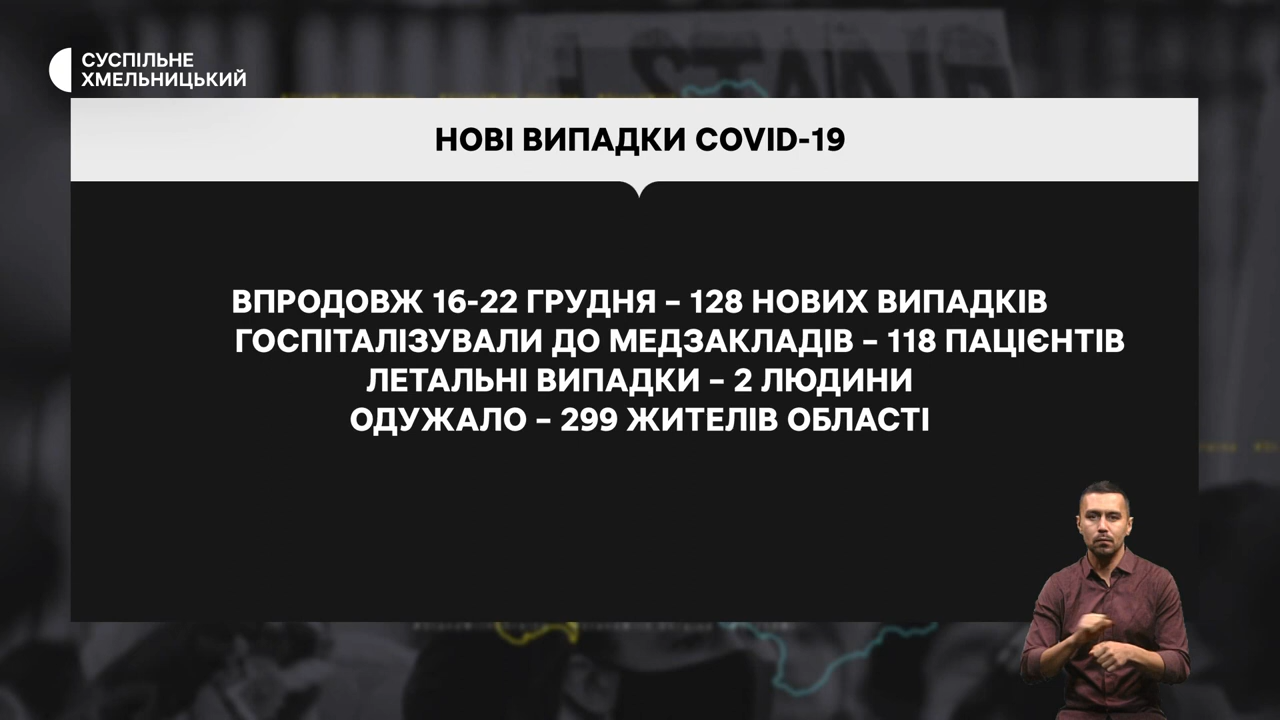 СУСПІЛЬНЕ
ХМЕЛЬНИЦЬКИЙ
НОВІ ВИПАДКИ COVID-19
ВПРОДОВЖ 16-22 ГРУДНЯ – 128 НОВИХ ВИПАДКІВ
ГОСПІТАЛІЗУВАЛИ ДО МЕДЗАКЛАДІВ – 118 ПАЦІЄНТІВ
ЛЕТАЛЬНІ ВИПАДКИ – 2 ЛЮДИНИ
ОДУЖАЛО – 299 ЖИТЕЛІВ ОБЛАСТІ